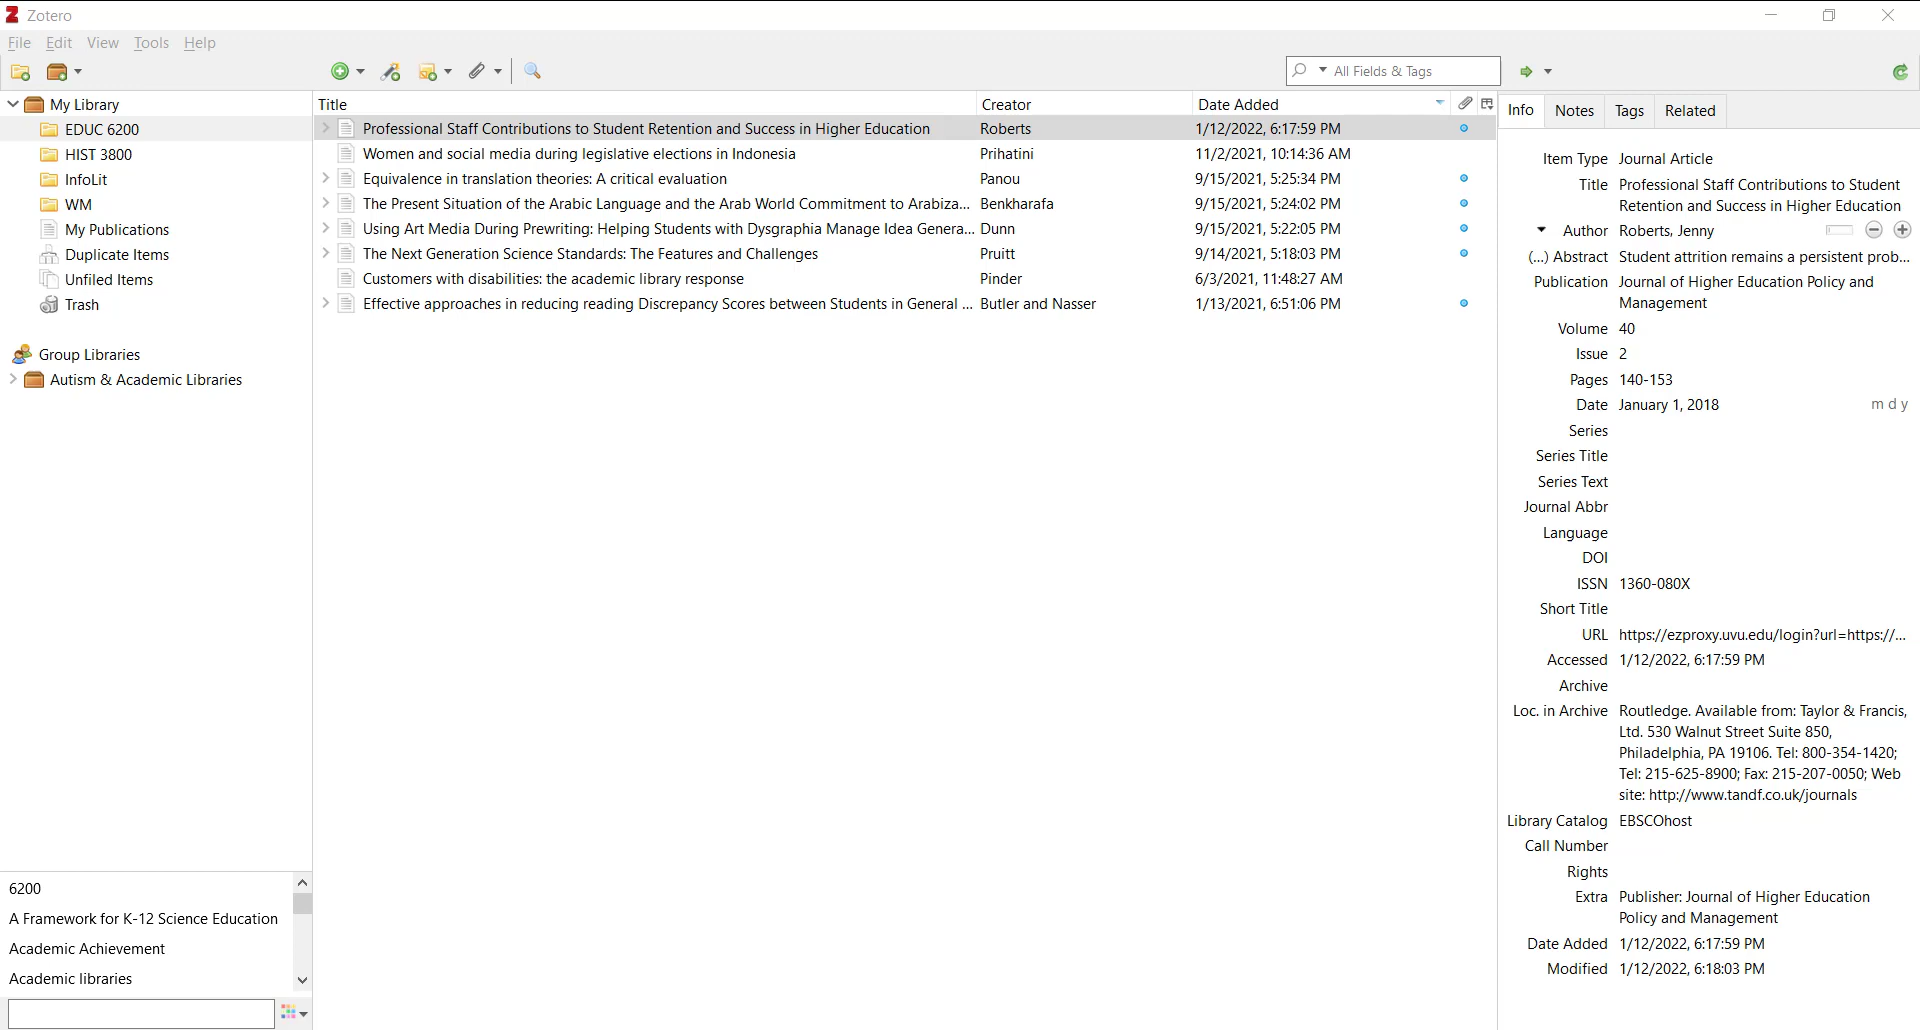 Zotero
File Edit View Tools Help
All Fields & Tags
My Library
EDUC 6200
HIST 3800
InfoLit
WM
My Publications
Duplicate Items
Unfiled Items
Trash
Group Libraries
Autism & Academic Libraries
6200
A Framework for K-12 Science Education
Academic Achievement
Academic libraries
Title Creator Date Added
Professional Staff Contributions to Student Retention and Success in Higher Education Roberts 1/12/2022, 6:17:59 PM
Women and social media during legislative elections in Indonesia Prihatini 11/2/2021, 10:14:36 AM
Equivalence in translation theories: A critical evaluation Panou 9/15/2021, 5:25:34 PM
The Present Situation of the Arabic Language and the Arab World Commitment to Arabiza... Benkharafa 9/15/2021, 5:24:02 PM
Using Art Media During Prewriting: Helping Students with Dysgraphia Manage Idea Genera... Dunn 9/15/2021, 5:22:05 PM
The Next Generation Science Standards: The Features and Challenges Pruitt 9/14/2021, 5:18:03 PM
Customers with disabilities: the academic library response Pinder 6/3/2021, 11:48:27 AM
Effective approaches in reducing reading Discrepancy Scores between Students in General ... Butler and Nasser 1/13/2021, 6:51:06 PM
Info Notes Tags Related
Item Type Journal Article
Title Professional Staff Contributions to Student
Retention and Success in Higher Education
Author Roberts, Jenny
(...) Abstract Student attrition remains a persistent prob...
Publication Journal of Higher Education Policy and
Management
Volume 40
Issue 2
Pages 140-153
Date January 1, 2018 m d y
Series
Series Title
Series Text
Journal Abbr
Language
DOI
ISSN 1360-080X
Short Title
URL https://ezproxy.uvu.edu/login?url=https://...
Accessed 1/12/2022, 6:17:59 PM
Archive
Loc. in Archive Routledge. Available from: Taylor & Francis,
Ltd. 530 Walnut Street Suite 850,
Philadelphia, PA 19106. Tel: 800-354-1420;
Tel: 215-625-8900; Fax: 215-207-0050; Web
site: http://www.tandf.co.uk/journals
Library Catalog EBSCOhost
Call Number
Rights
Extra Publisher: Journal of Higher Education
Policy and Management
Date Added 1/12/2022, 6:17:59 PM
Modified 1/12/2022, 6:18:03 PM